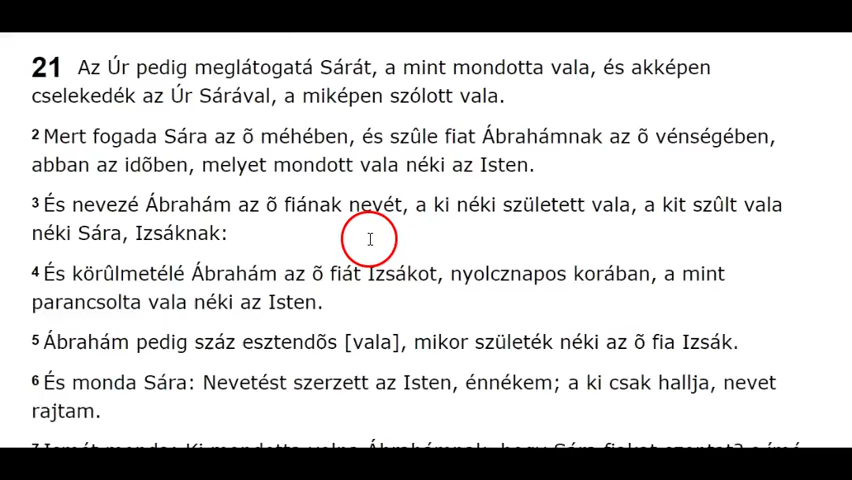 21 Az Úr pedig meglátogatá Sárát, a mint mondotta vala, és akképen
cselekedék az Úr Sárával, a miképen szólott vala.
2 Mert fogada Sára az õ méhében, és szûle fiat Ábrahámnak az õ vénségében,
abban az idõben, melyet mondott vala néki az Isten.
3 És nevezé Ábrahám az õ fiának nevét, a ki néki született vala, a kit szûlt vala
néki Sára, Izsáknak:
4 És körûlmetélé Ábrahám az õ fiát Izsákot, nyolcznapos korában, a mint
parancsolta vala néki az Isten.
5 Ábrahám pedig száz esztendõs [vala], mikor születék néki az õ fia Izsák.
6 És monda Sára: Nevetést szerzett az Isten, énnékem; a ki csak hallja, nevet
rajtam.